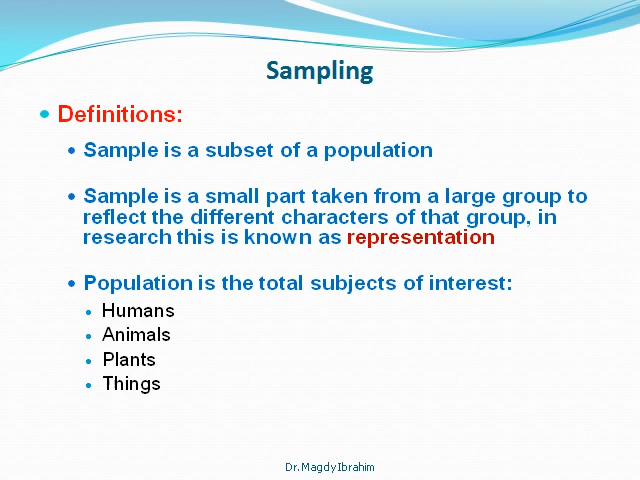 Sampling
• Definitions:
• Sample is a subset of a population
• Sample is a small part taken from a large group to
reflect the different characters of that group, in
research this is known as representation
• Population is the total subjects of interest:
• Humans
• Animals
• Plants
• Things
Dr. Magdy Ibrahim